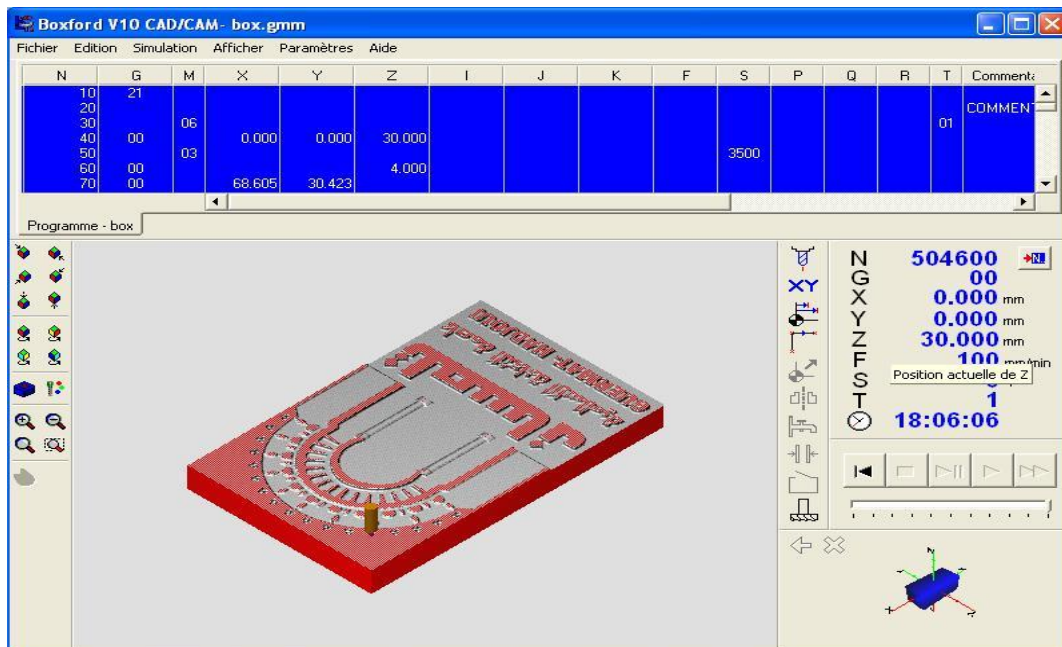 Boxford V10 CAD/CAM- box.gmm
Fichier Edition Simulation Afficher Paramètres Aide
N G M X Y Z I J K F S P Q R T Commenta
10 21
20 COMMENT
30 06 01
40 00 0.000 0.000 30.000
50 03 3500
60 00 4.000
70 00 68.605 30.423
Programme - box
XY
N 504600 N..
G 00
X 0.000 mm
Y 0.000 mm
Z 30.000 mm
F 100 mm/min
Position actuelle de Z
S
T 1
18:06:06